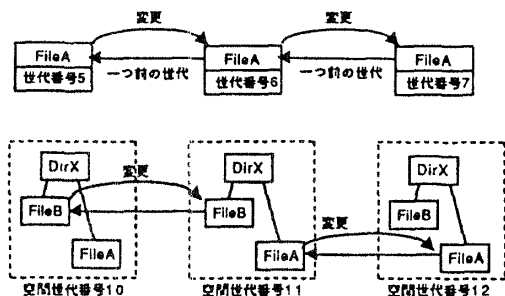 変更
変更
FileA
世代番号5
一つ前の世代
FileA
世代番号6
一つ前の世代
FileA
世代番号7
DirX
FileB
FileA
変更
DirX
FileB
FileA
変更
DirX
FileB
FileA
空間世代番号10
空間世代番号11
空間世代番号12